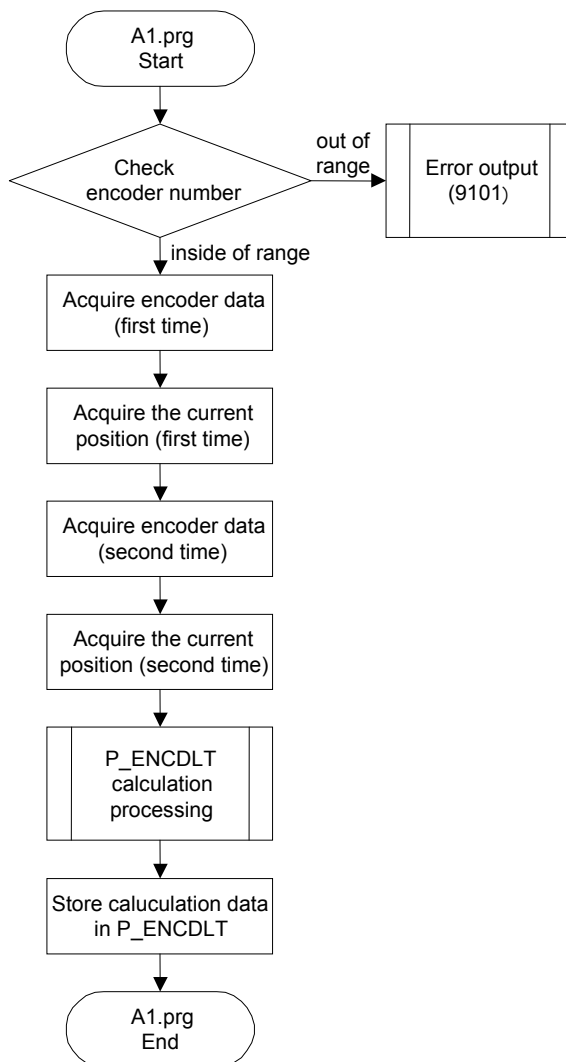 A1.prg
Start
Check
encoder number
out of
range
Error output
(9101)
inside of range
Acquire encoder data
(first time)
Acquire the current
position (first time)
Acquire encoder data
(second time)
Acquire the current
position (second time)
P_ENCDLT
calculation
processing
Store caluculation data
in P_ENCDLT
A1.prg
End